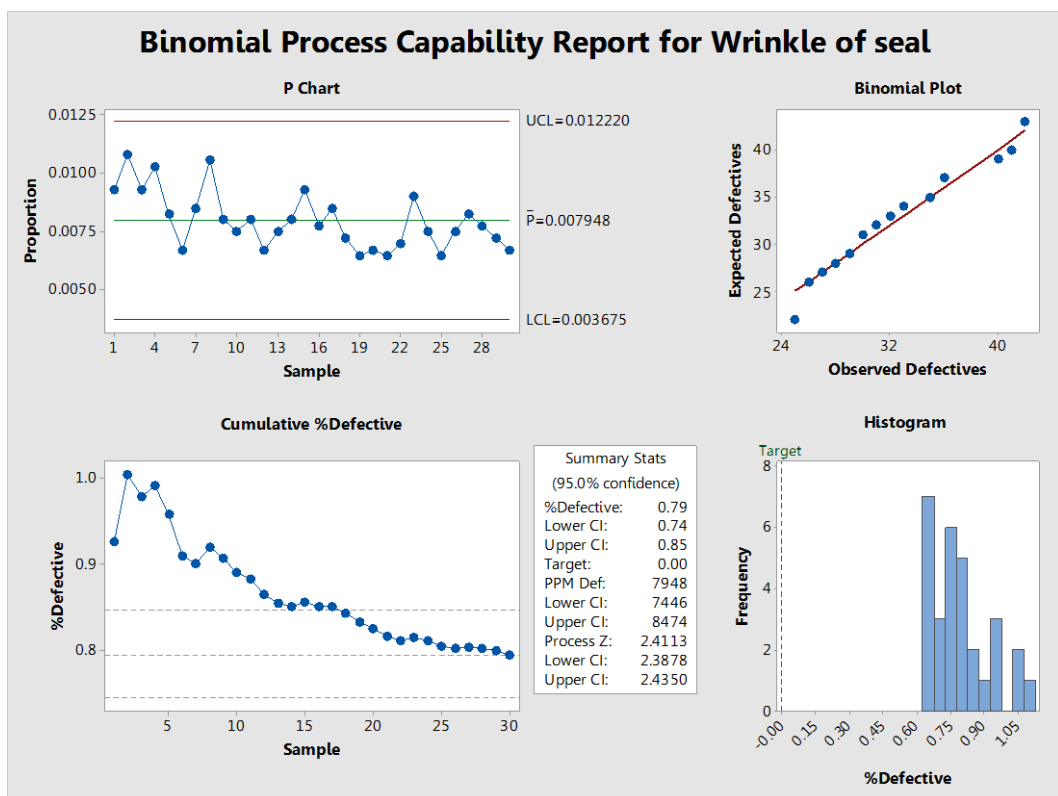 Binomial Process Capability Report for Wrinkle of seal
P Chart
Proportion
0.0125
0.0100
0.0075
0.0050
UCL=0.012220
P̄=0.007948
LCL=0.003675
1 4 7 10 13 16 19 22 25 28
Sample
Binomial Plot
Expected Defectives
40
35
30
25
24 32 40
Observed Defectives
Cumulative %Defective
%Defective
1.0
0.9
0.8
5 10 15 20 25 30
Sample
Summary Stats
(95.0% confidence)
%Defective: 0.79
Lower CI: 0.74
Upper CI: 0.85
Target: 0.00
PPM Def: 7948
Lower CI: 7446
Upper CI: 8474
Process Z: 2.4113
Lower CI: 2.3878
Upper CI: 2.4350
Histogram
Target
Frequency
8
6
4
2
0
-0.00 0.15 0.30 0.45 0.60 0.75 0.90 1.05
%Defective